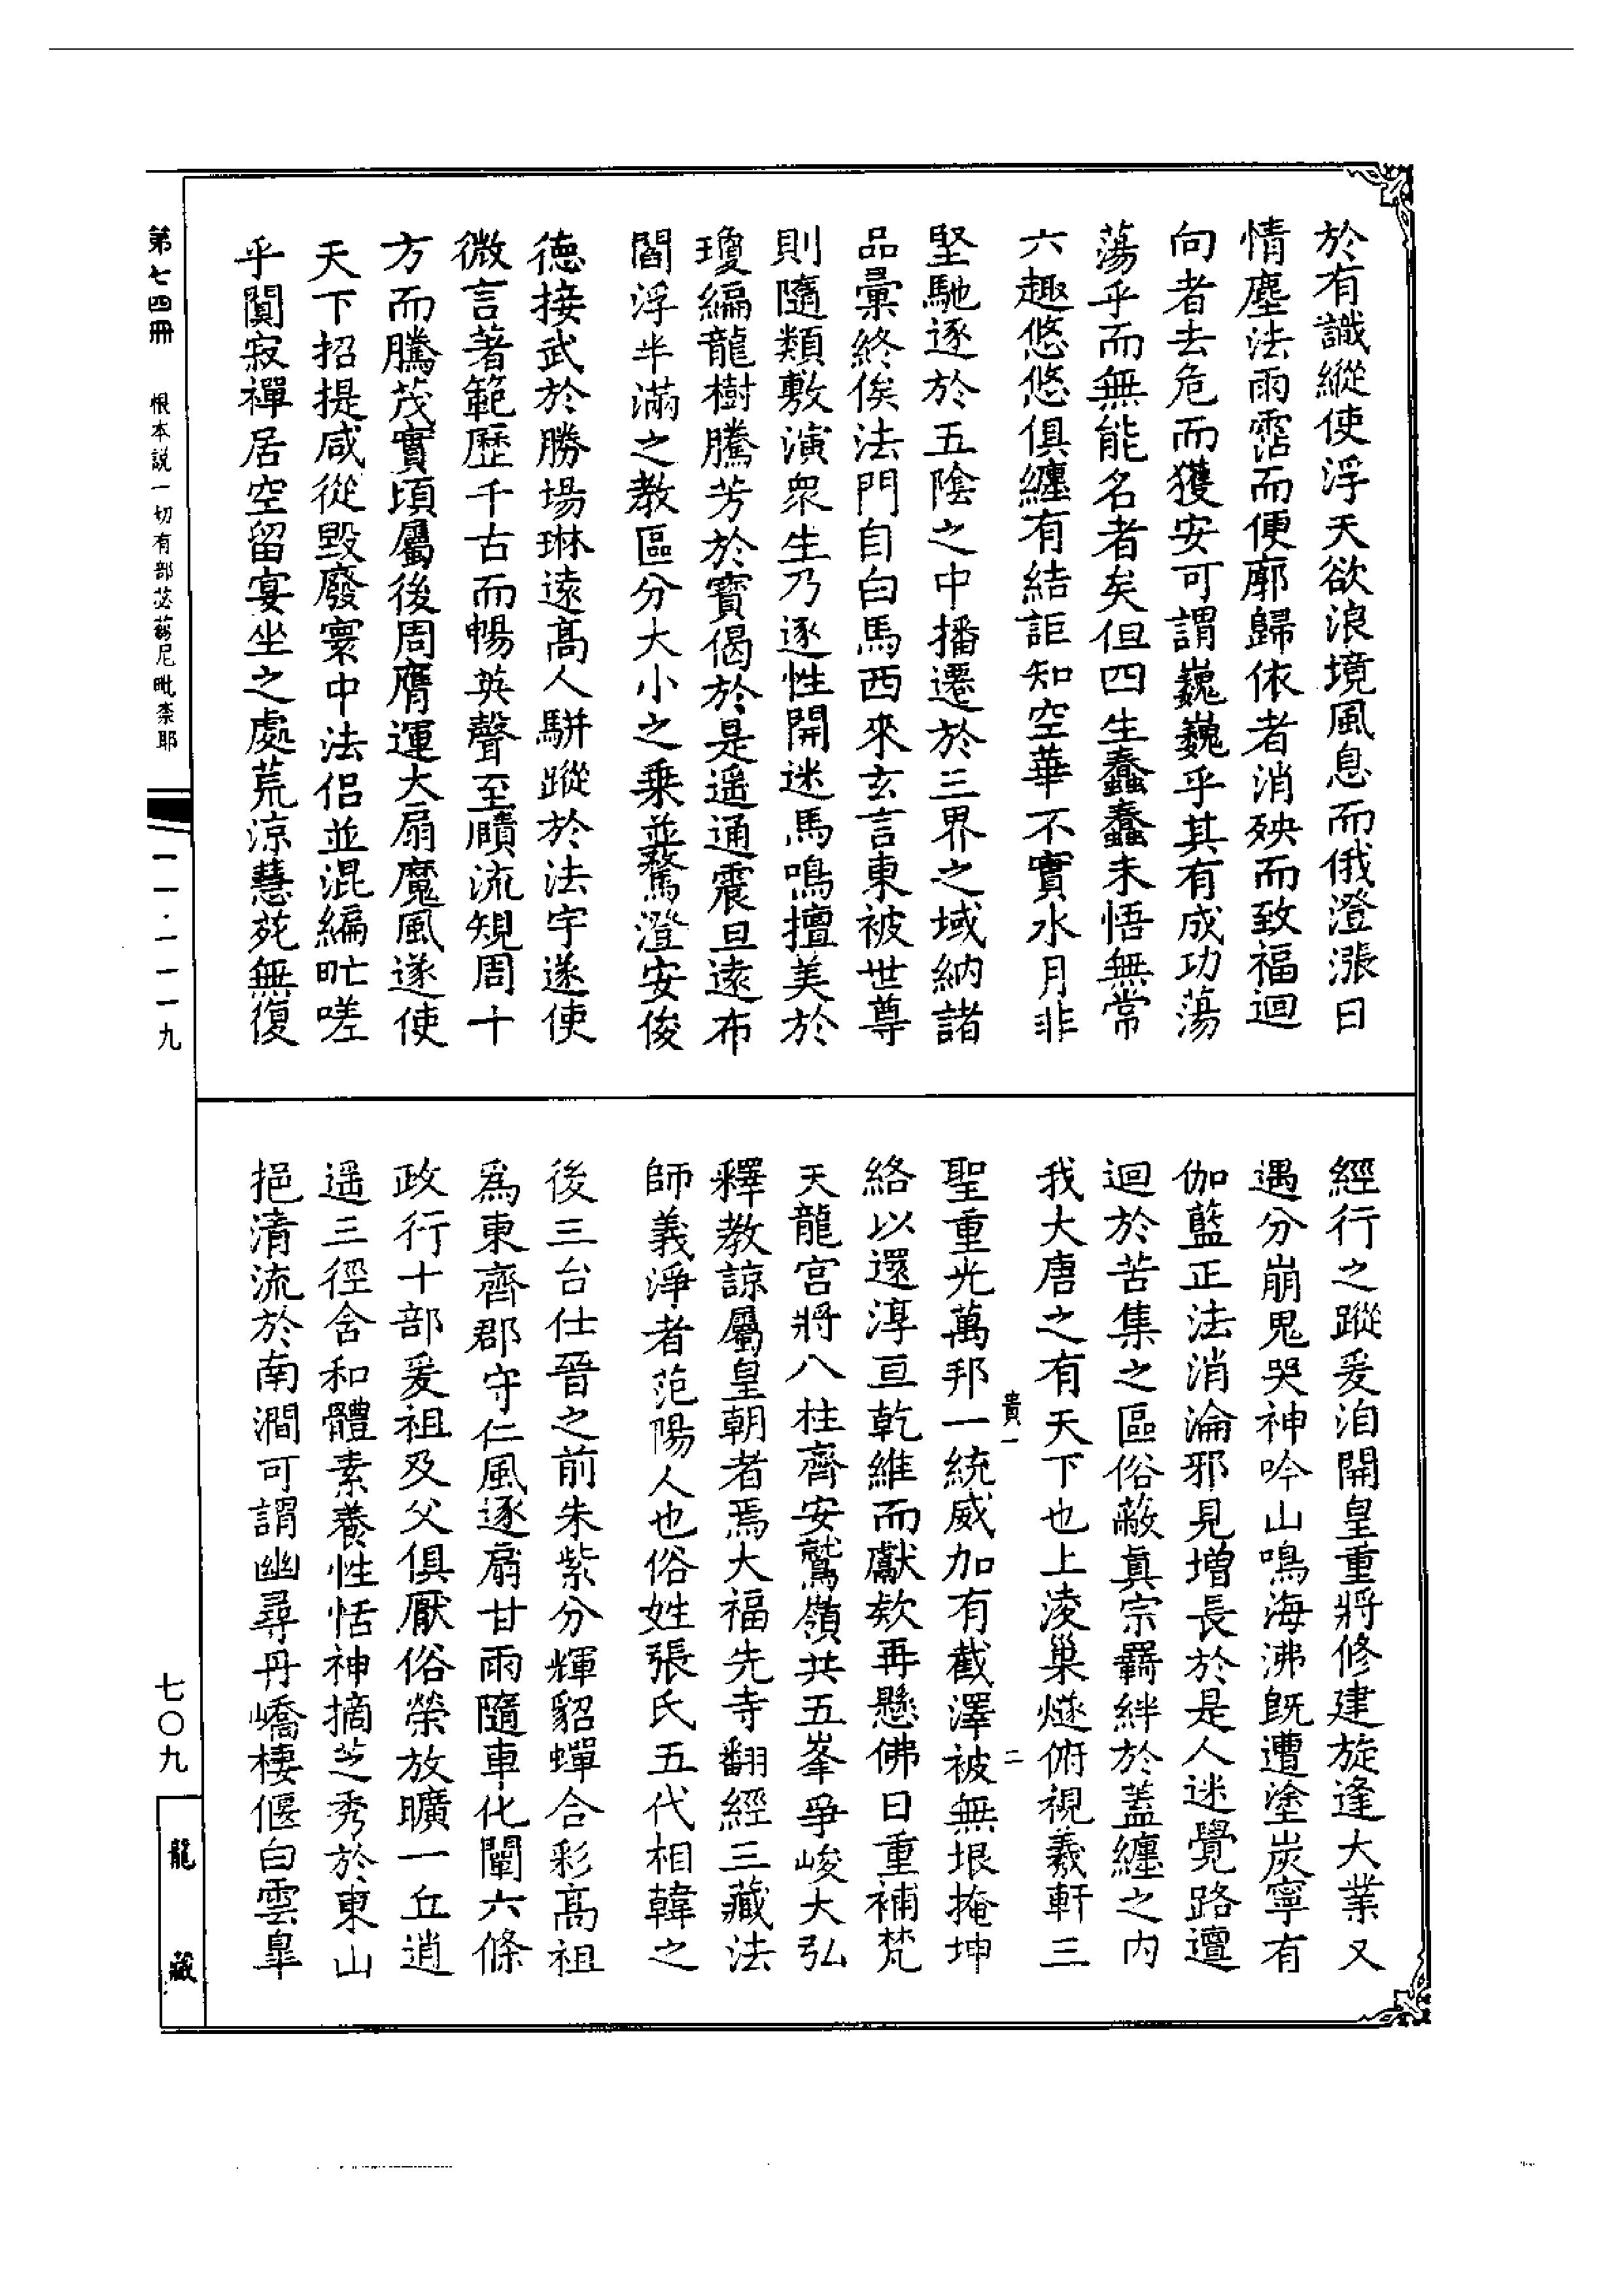 於有識縱使浮天欲浪境風息而俄澄漲日
情塵法雨霑而便廓歸依者消殃而致福迴
向者去危而獲安可謂巍巍乎其有成功蕩
蕩乎而無能名者矣但四生蠢蠢未悟無常
六趣悠悠俱纏有結詎知空華不實水月非
堅馳逐於五陰之中播遷於三界之域納諸
品彙終俟法門自白馬西來玄言東被世尊
則隨類敷演衆生乃逐性開迷馬鳴擅美於
瓊編龍樹騰芳於寶偈於是遥通震旦遠布
閻浮半滿之教區分大小之乗並騖澄安俊
德接武於勝場琳遠高人駢蹤於法宇遂使
微言著範歷千古而暢英聲至賾流規周十
方而騰茂實頃屬後周膺運大扇魔風遂使
天下招提咸從毀廢寰中法侣並混編甿嗟
乎闃寂禪居空留宴坐之處荒涼慧苑無復
經行之蹤爰洎開皇重將修建旋逢大業又
遇分崩鬼哭神吟山鳴海沸旣遭塗炭寧有
伽藍正法消淪邪見增長於是人迷覺路邅
迴於苦集之區俗蔽眞宗羈絆於蓋纏之内
我大唐之有天下也上淩巢燧俯視羲軒三
聖重光萬邦一統威加有截澤被無垠掩坤
絡以還淳亘乾維而獻欵再懸佛日重補梵
天龍宮將八柱齊安鷲嶺共五峯爭峻大弘
釋教諒屬皇朝者焉大福先寺翻經三藏法
師義淨者范陽人也俗姓張氏五代相韓之
後三台仕晉之前朱紫分輝貂蟬合彩高祖
爲東齊郡守仁風逐扇甘雨隨車化闡六條
政行十部爰祖及父俱厭俗榮放曠一丘逍
遥三徑含和體素養性恬神摘芝秀於東山
挹清流於南澗可謂幽尋丹嶠棲偃白雲臯
貴一
二
第七四冊
根本説一切有部苾蒭尼毗柰耶
一一·一一一九
七〇九
龍藏